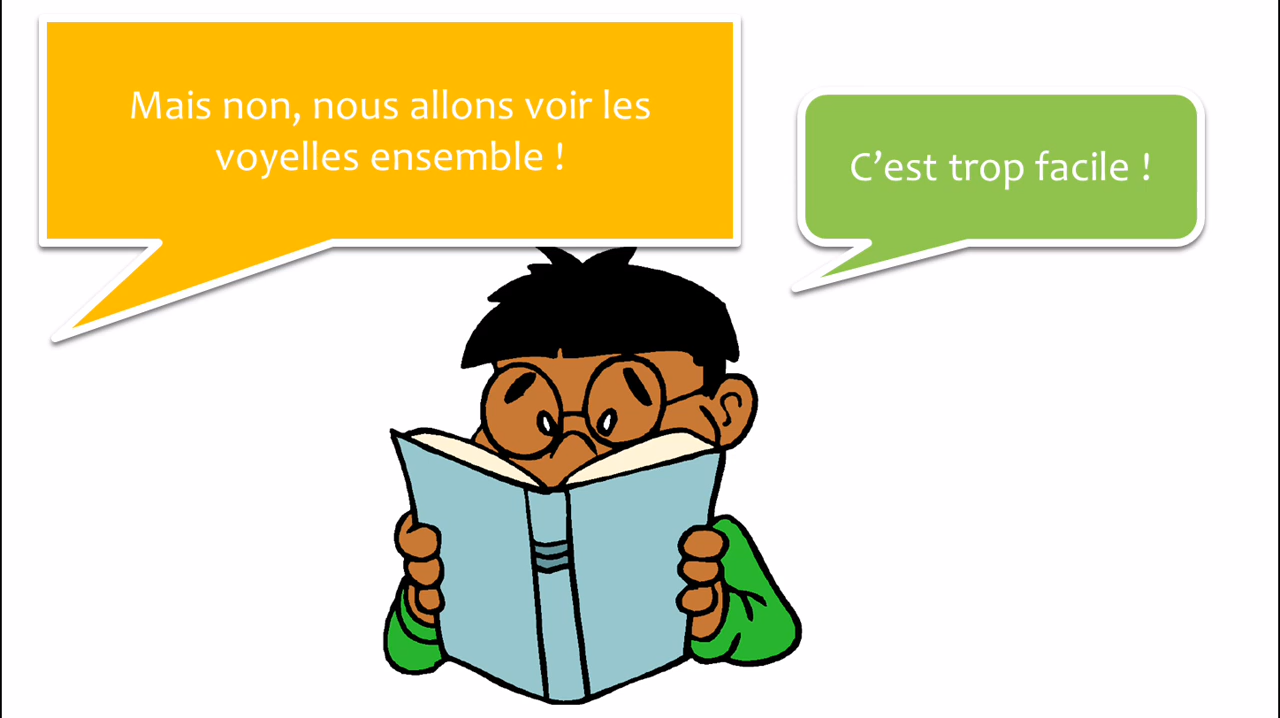 Mais non, nous allons voir les
voyelles ensemble !
C’est trop facile !